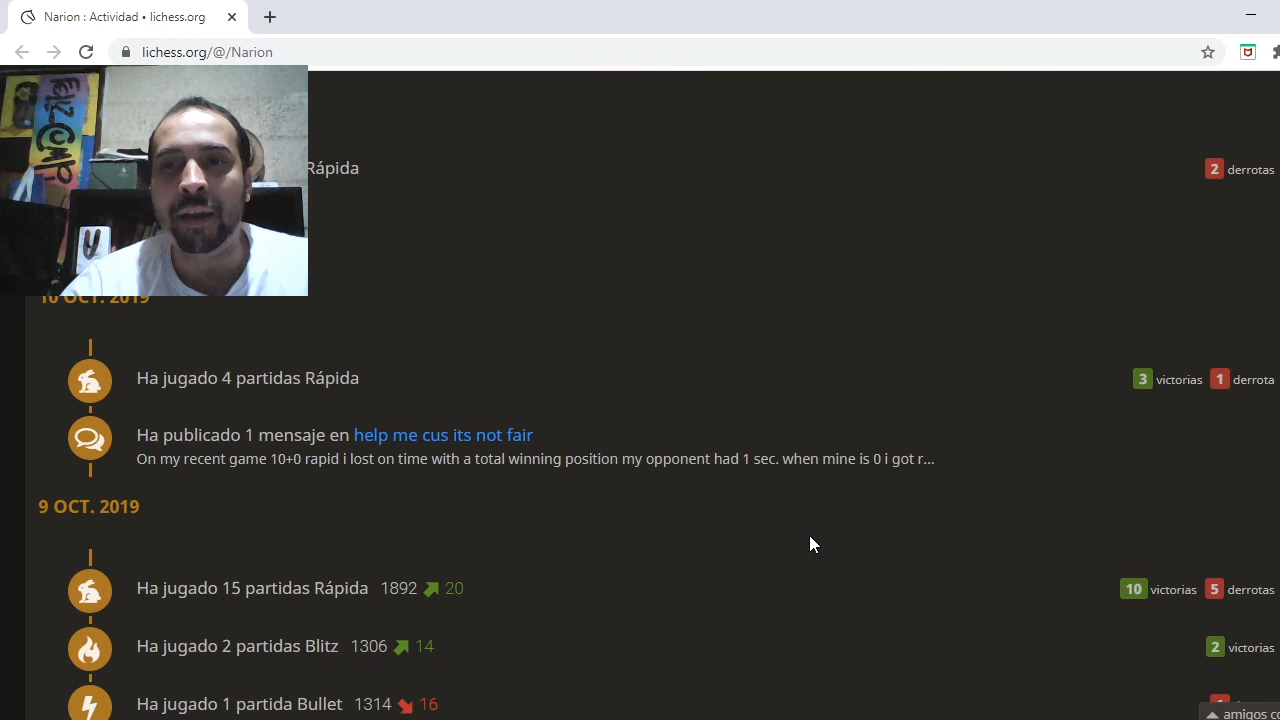 Narion : Actividad • lichess.org
lichess.org/@/Narion
FELIZ CUMP
Rápida
2 derrotas
10 OCT. 2019
Ha jugado 4 partidas Rápida
3 victorias 1 derrota
Ha publicado 1 mensaje en help me cus its not fair
On my recent game 10+0 rapid i lost on time with a total winning position my opponent had 1 sec. when mine is 0 i got r...
9 OCT. 2019
Ha jugado 15 partidas Rápida 1892 20
10 victorias 5 derrotas
Ha jugado 2 partidas Blitz 1306 14
2 victorias
Ha jugado 1 partida Bullet 1314 16
amigos co